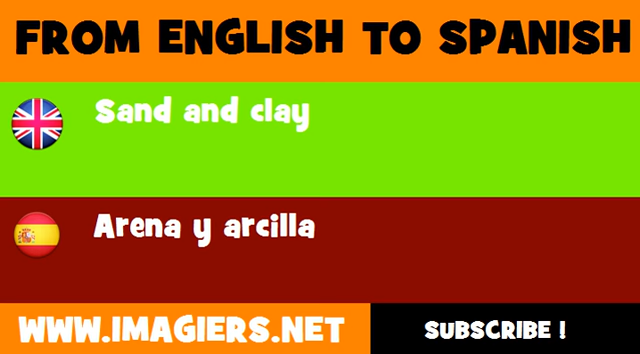 FROM ENGLISH TO SPANISH
Sand and clay
Arena y arcilla
WWW.IMAGIERS.NET
SUBSCRIBE !